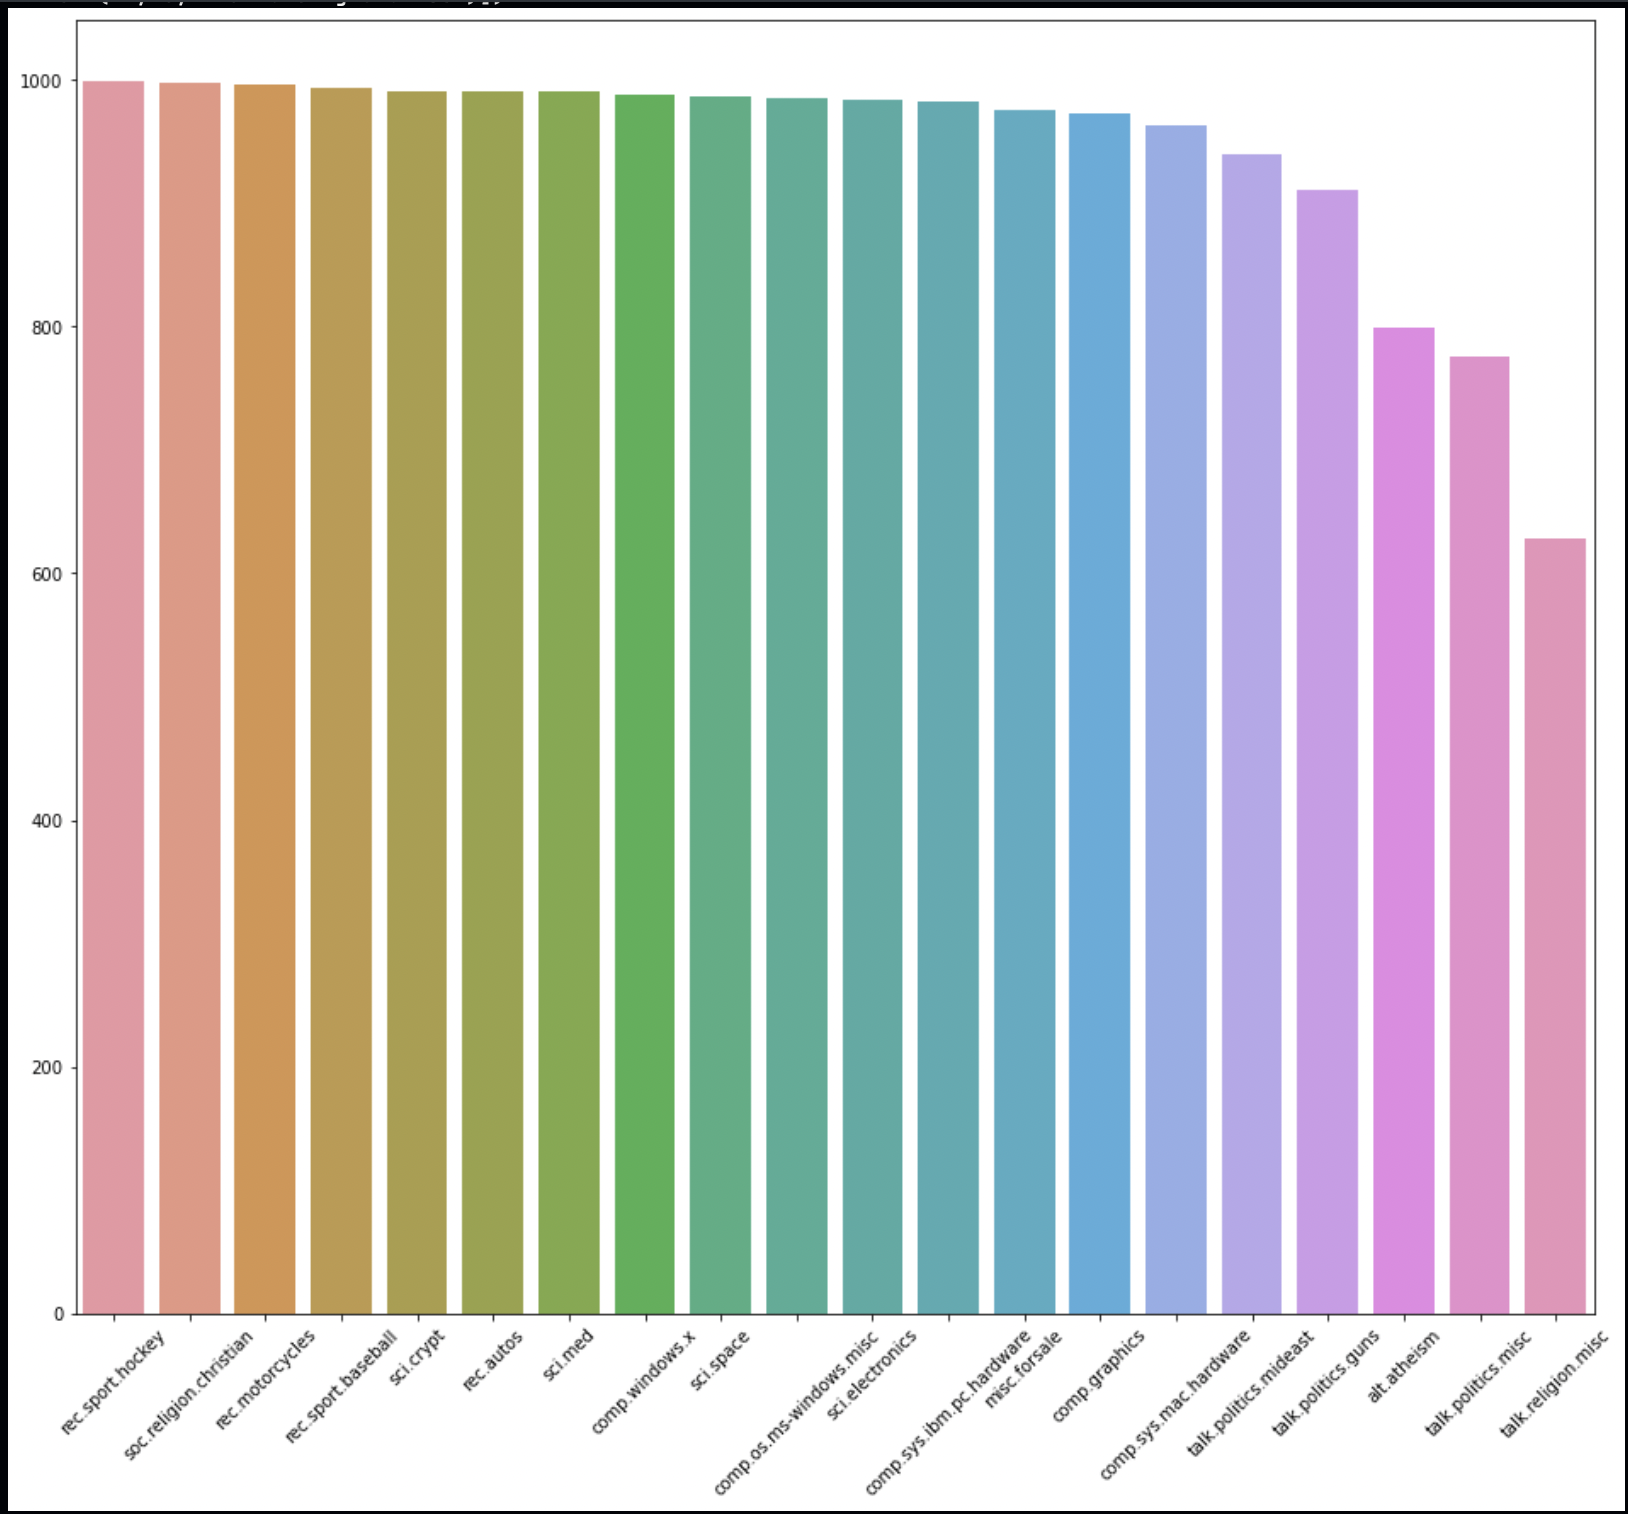 1000
800
600
400
200
0
rec.sport.hockey
soc.religion.christian
rec.motorcycles
rec.sport.baseball
sci.crypt
rec.autos
sci.med
comp.windows.x
sci.space
comp.os.ms-windows.misc
sci.electronics
comp.sys.ibm.pc.hardware
misc.forsale
comp.graphics
comp.sys.mac.hardware
talk.politics.mideast
talk.politics.guns
alt.atheism
talk.politics.misc
talk.religion.misc